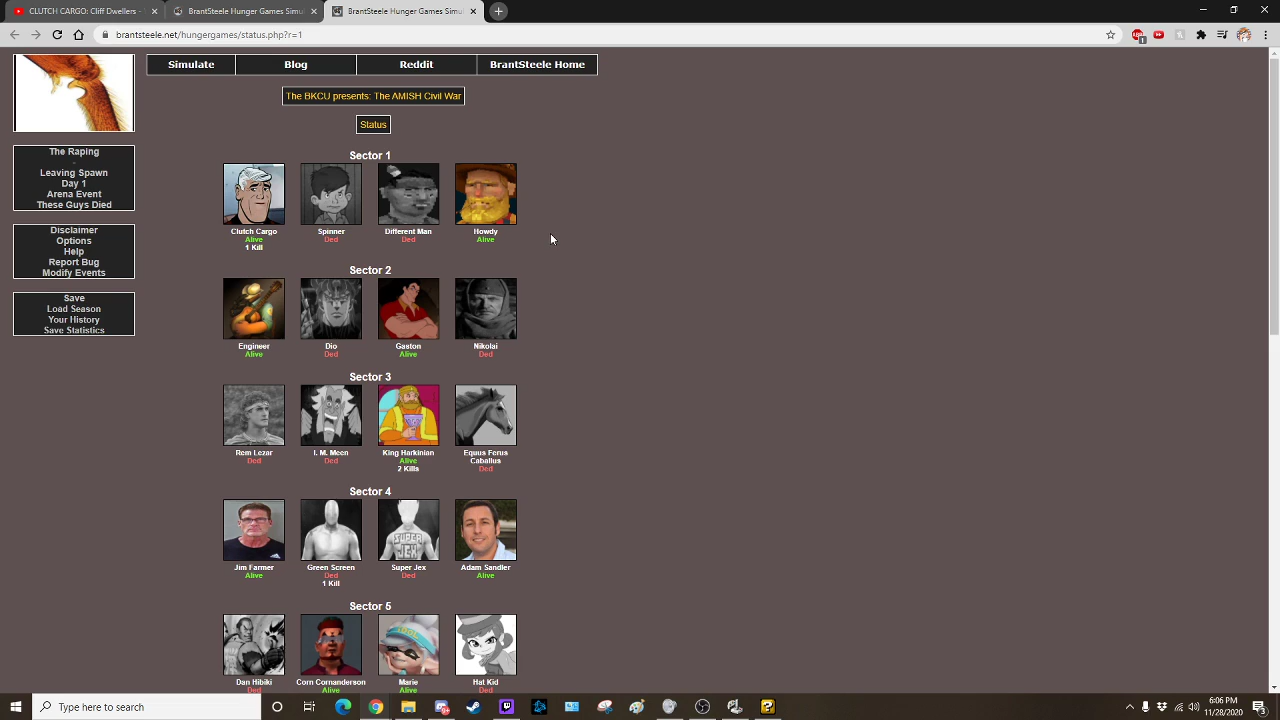 CLUTCH CARGO: Cliff Dwellers -
BrantSteele Hunger Games Simul
BrantSteele Hunger Games Simul
brantsteele.net/hungergames/status.php?r=1
Simulate Blog Reddit BrantSteele Home
The BKCU presents: The AMISH Civil War
Status
The Raping
-
Leaving Spawn
Day 1
Arena Event
These Guys Died
Disclaimer
Options
Help
Report Bug
Modify Events
Save
Load Season
Your History
Save Statistics
Sector 1
Clutch Cargo Spinner Different Man Howdy
Alive Ded Ded Alive
1 Kill
Sector 2
Engineer Dio Gaston Nikolai
Alive Ded Alive Ded
Sector 3
Rem Lezar I. M. Meen King Harkinian Equus Ferus
Ded Ded Alive Caballus
2 Kills Ded
Sector 4
SUPER
JEX
Jim Farmer Green Screen Super Jex Adam Sandler
Alive Ded Ded Alive
1 Kill
Sector 5
Dan Hibiki Corn Cornanderson Marie Hat Kid
Ded Alive Alive Ded
Type here to search
6:06 PM
11/28/2020